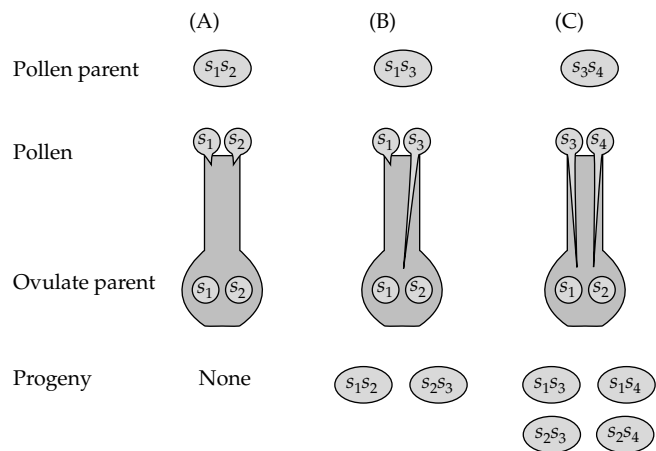 (A) (B) (C)
Pollen parent s₁s₂ s₁s₃ s₃s₄
Pollen s₁ s₂ s₁ s₃ s₃ s₄
Ovulate parent s₁ s₂ s₁ s₂ s₁ s₂
Progeny None s₁s₂ s₂s₃ s₁s₃ s₁s₄
s₂s₃ s₂s₄